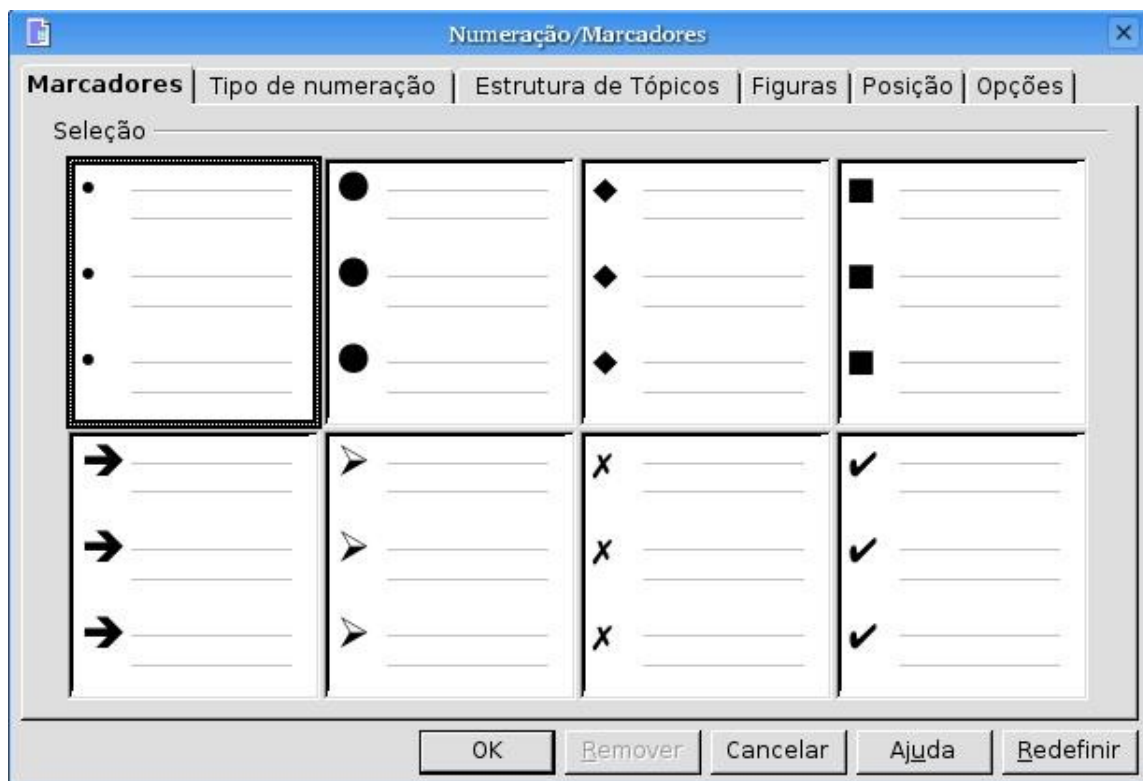 Numeração/Marcadores
Marcadores Tipo de numeração Estrutura de Tópicos Figuras Posição Opções
Seleção
OK Remover Cancelar Ajuda Redefinir